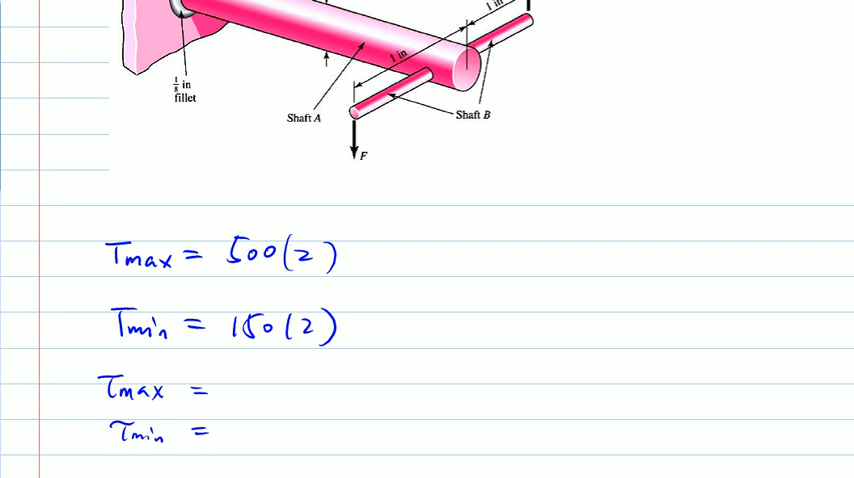 1 in
1 in
1/8 in
fillet
Shaft A
Shaft B
F
Tmax = 500(2)
Tmin = 150(2)
τmax =
τmin =